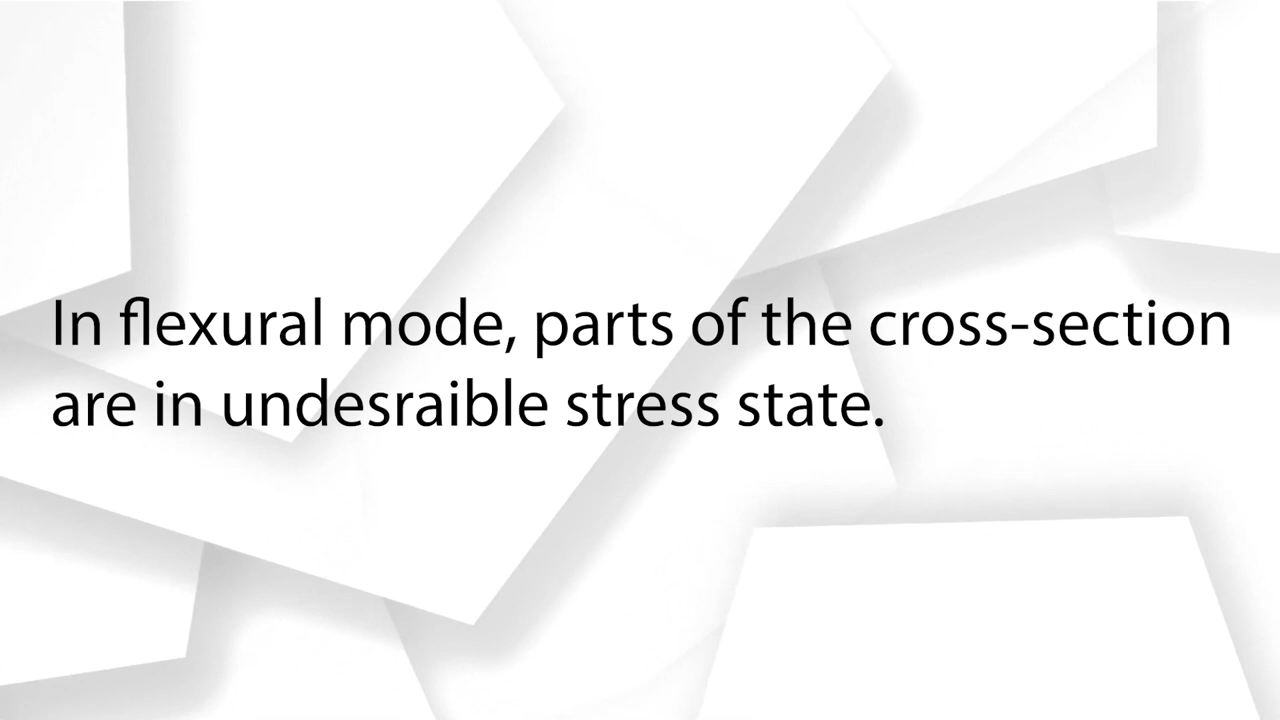 In flexural mode, parts of the cross-section
are in undesraible stress state.